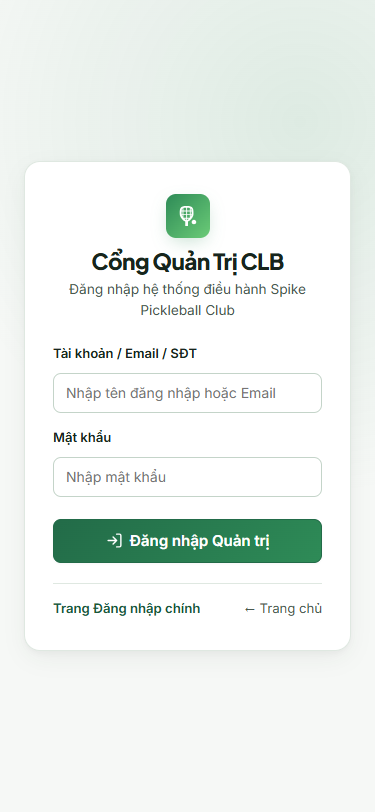 Cổng Quản Trị CLB
Đăng nhập hệ thống điều hành Spike
Pickleball Club
Tài khoản / Email / SĐT
Nhập tên đăng nhập hoặc Email
Mật khẩu
Nhập mật khẩu
Đăng nhập Quản trị
Trang Đăng nhập chính
← Trang chủ